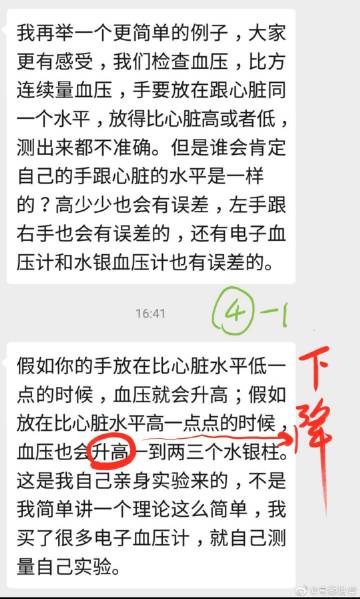 我再举一个更简单的例子，大家
更有感受，我们检查血压，比方
连续量血压，手要放在跟心脏同
一个水平，放得比心脏高或者低，
测出来都不准确。但是谁会肯定
自己的手跟心脏的水平是一样
的？高少少也会有误差，左手跟
右手也会有误差的，还有电子血
压计和水银血压计也有误差的。
16:41
④-1
假如你的手放在比心脏水平低一
点的时候，血压就会升高；假如
放在比心脏水平高一点点的时候，
血压也会升高一到两三个水银柱。
这是我自己亲身实验来的，不是
我简单讲一个理论这么简单，我
买了很多电子血压计，就自己测
量自己实验。
下降